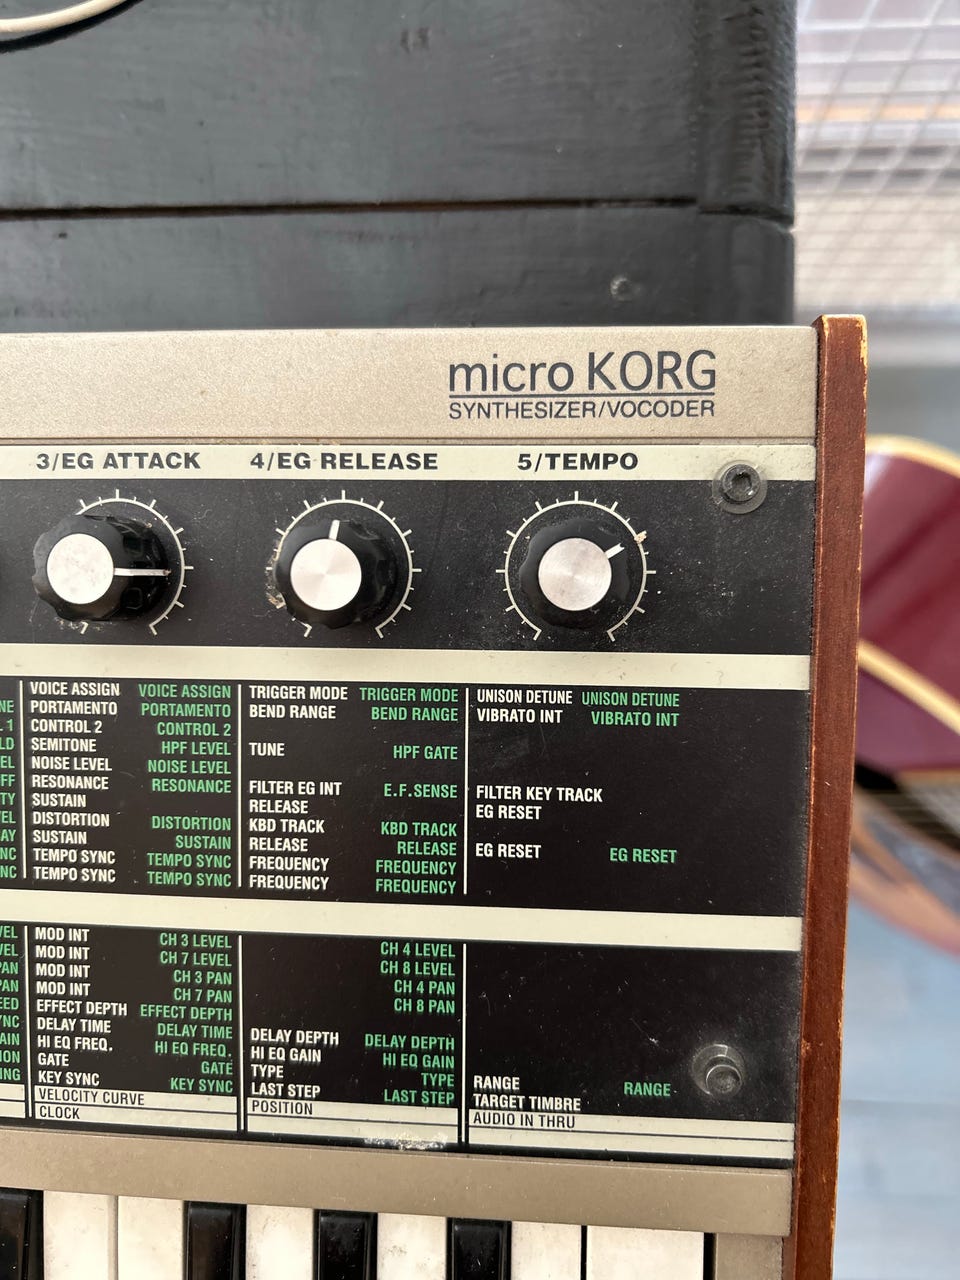 micro KORG
SYNTHESIZER/VOCODER
3/EG ATTACK 4/EG RELEASE 5/TEMPO
VOICE ASSIGN VOICE ASSIGN
PORTAMENTO PORTAMENTO
CONTROL 2 CONTROL 2
SEMITONE HPF LEVEL
NOISE LEVEL NOISE LEVEL
RESONANCE RESONANCE
SUSTAIN
DISTORTION DISTORTION
SUSTAIN SUSTAIN
TEMPO SYNC TEMPO SYNC
TEMPO SYNC TEMPO SYNC
TRIGGER MODE TRIGGER MODE
BEND RANGE BEND RANGE
TUNE HPF GATE
FILTER EG INT E.F.SENSE
RELEASE
KBD TRACK KBD TRACK
RELEASE RELEASE
FREQUENCY FREQUENCY
FREQUENCY FREQUENCY
UNISON DETUNE UNISON DETUNE
VIBRATO INT VIBRATO INT
FILTER KEY TRACK
EG RESET
EG RESET EG RESET
MOD INT CH 3 LEVEL
MOD INT CH 7 LEVEL
MOD INT CH 3 PAN
MOD INT CH 7 PAN
EFFECT DEPTH EFFECT DEPTH
DELAY TIME DELAY TIME
HI EQ FREQ. HI EQ FREQ.
GATE GATE
KEY SYNC KEY SYNC
VELOCITY CURVE
CLOCK
CH 4 LEVEL
CH 8 LEVEL
CH 4 PAN
CH 8 PAN
DELAY DEPTH DELAY DEPTH
HI EQ GAIN HI EQ GAIN
TYPE TYPE
LAST STEP LAST STEP
POSITION
RANGE RANGE
TARGET TIMBRE
AUDIO IN THRU